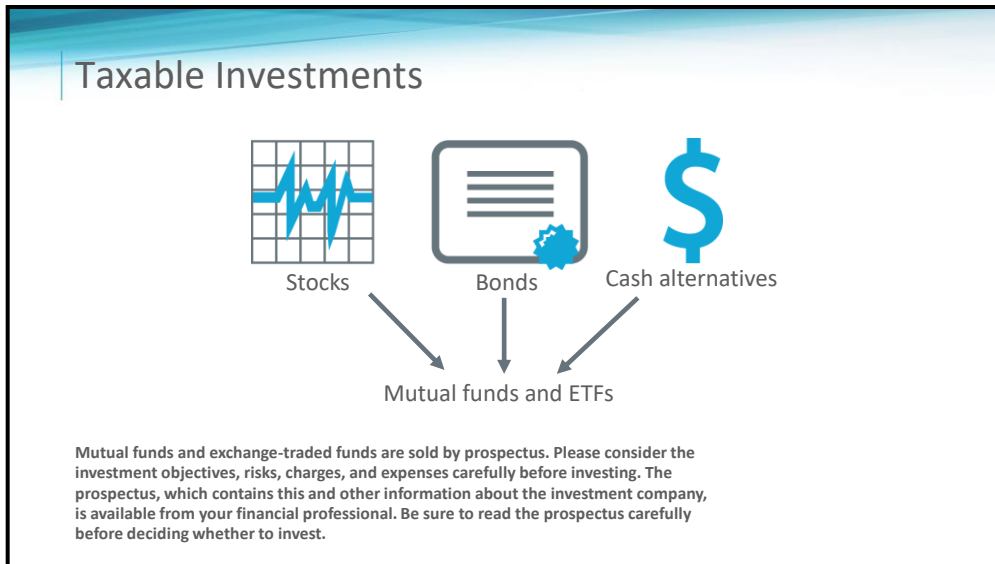 Taxable Investments
Stocks
Bonds
Cash alternatives
Mutual funds and ETFs
Mutual funds and exchange-traded funds are sold by prospectus. Please consider the
investment objectives, risks, charges, and expenses carefully before investing. The
prospectus, which contains this and other information about the investment company,
is available from your financial professional. Be sure to read the prospectus carefully
before deciding whether to invest.